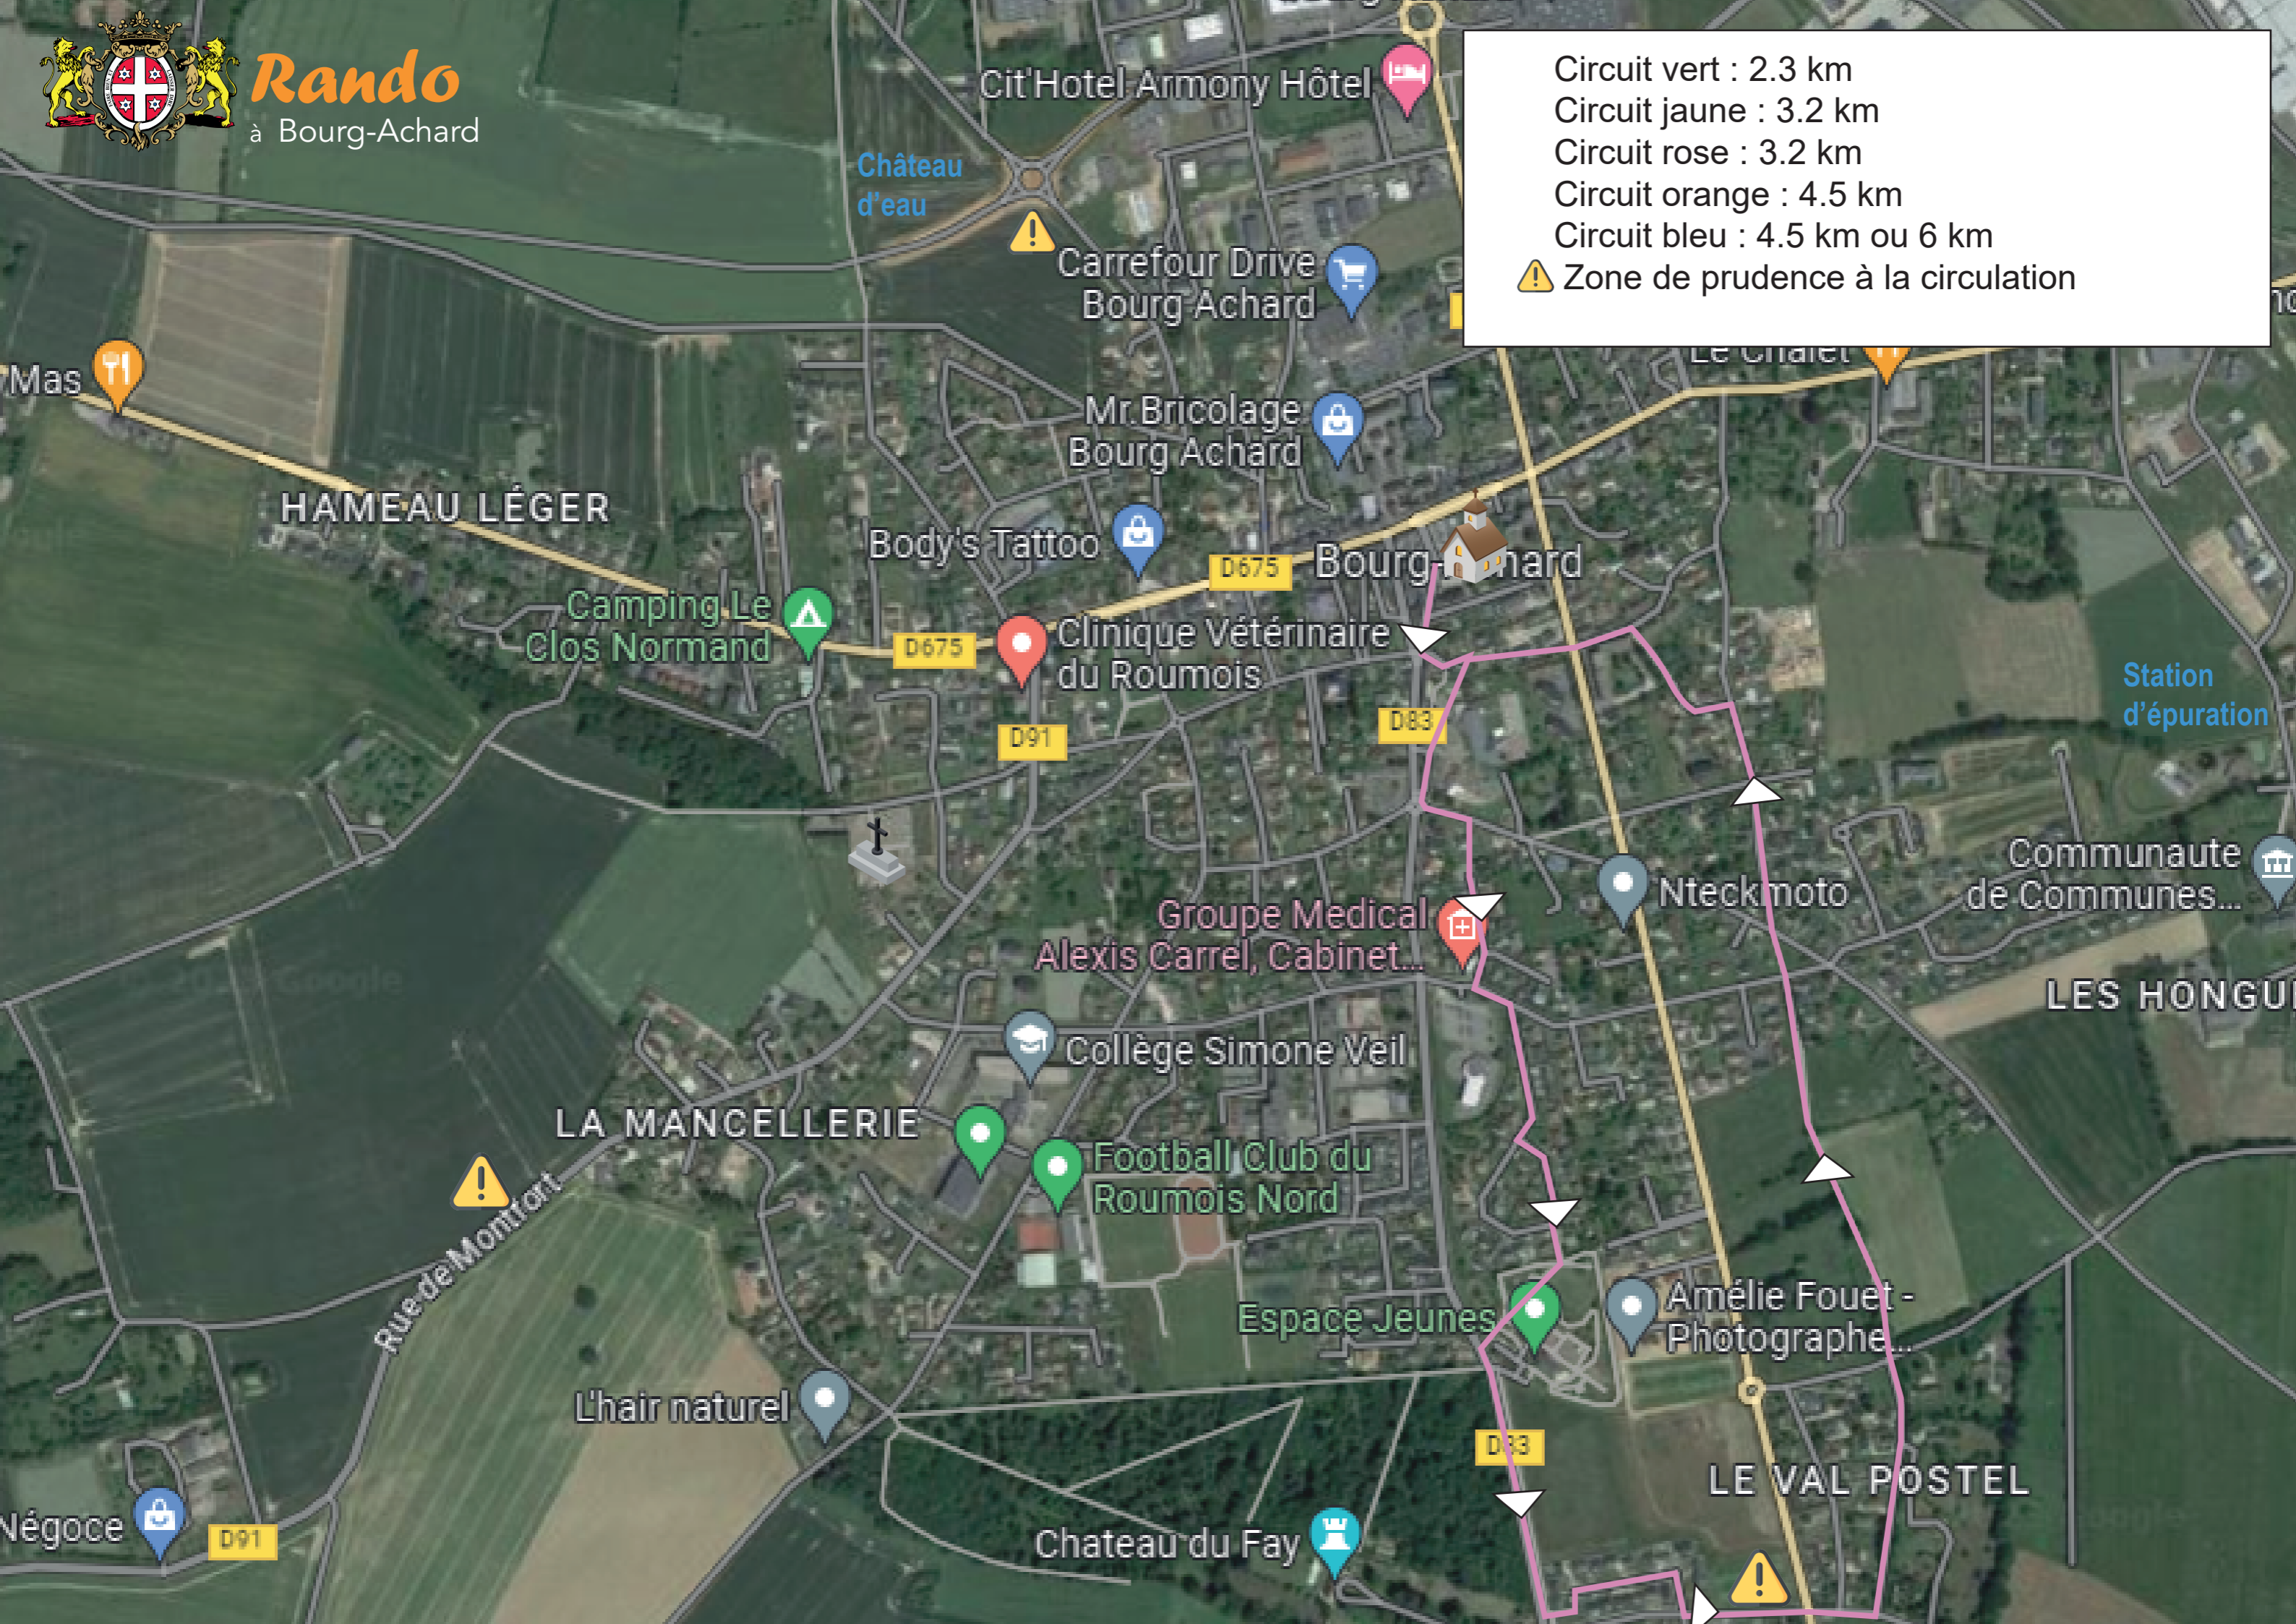 Rando
à Bourg-Achard
Circuit vert : 2.3 km
Circuit jaune : 3.2 km
Circuit rose : 3.2 km
Circuit orange : 4.5 km
Circuit bleu : 4.5 km ou 6 km
Zone de prudence à la circulation
Cit'Hotel Armony Hôtel
Château
d'eau
Carrefour Drive
Bourg Achard
Le Chalet
Mas
Mr.Bricolage
Bourg Achard
HAMEAU LÉGER
Body's Tattoo
D675
Camping Le
Clos Normand
D675
Clinique Vétérinaire
du Roumois
Station
d'épuration
D91
D83
Communaute
de Communes...
Nteckmoto
Groupe Medical
Alexis Carrel, Cabinet...
Google
LES HONGU
Collège Simone Veil
LA MANCELLERIE
Football Club du
Roumois Nord
Rue de Montfort
Espace Jeunes
Amélie Fouet -
Photographe...
L'hair naturel
D83
LE VAL POSTEL
Négoce
D91
Chateau du Fay